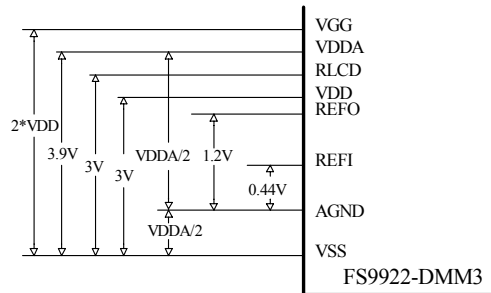 VGG
VDDA
RLCD
VDD
REFO
2*VDD
3.9V
3V
3V
VDDA/2
1.2V
REFI
0.44V
AGND
VDDA/2
VSS
FS9922-DMM3